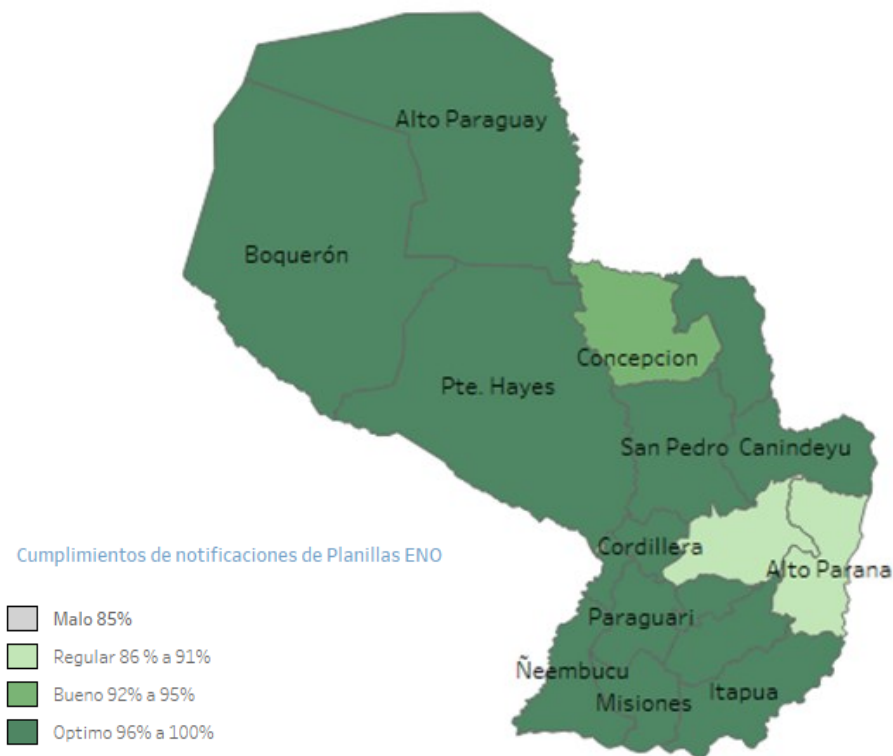 Alto Paraguay
Boquerón
Concepcion
Pte. Hayes
San Pedro
Canindeyu
Cordillera
Alto Parana
Paraguari
Ñeembucu
Misiones
Itapua
Cumplimientos de notificaciones de Planillas ENO
Malo 85%
Regular 86 % a 91%
Bueno 92% a 95%
Optimo 96% a 100%